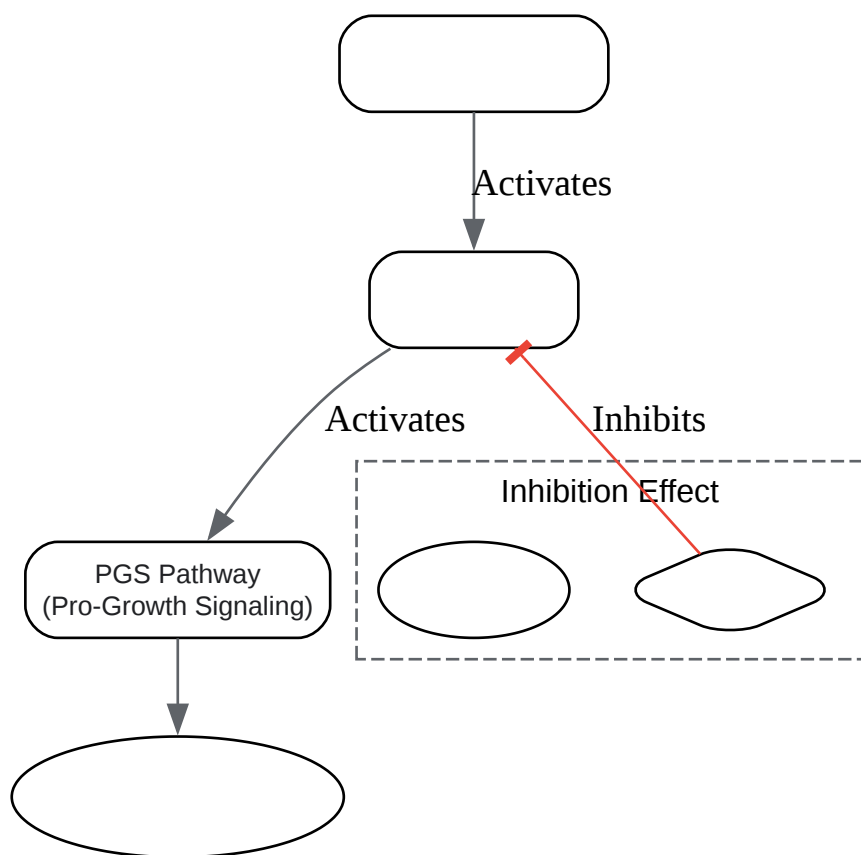 Activates
Activates
Inhibits
Inhibition Effect
PGS Pathway
(Pro-Growth Signaling)